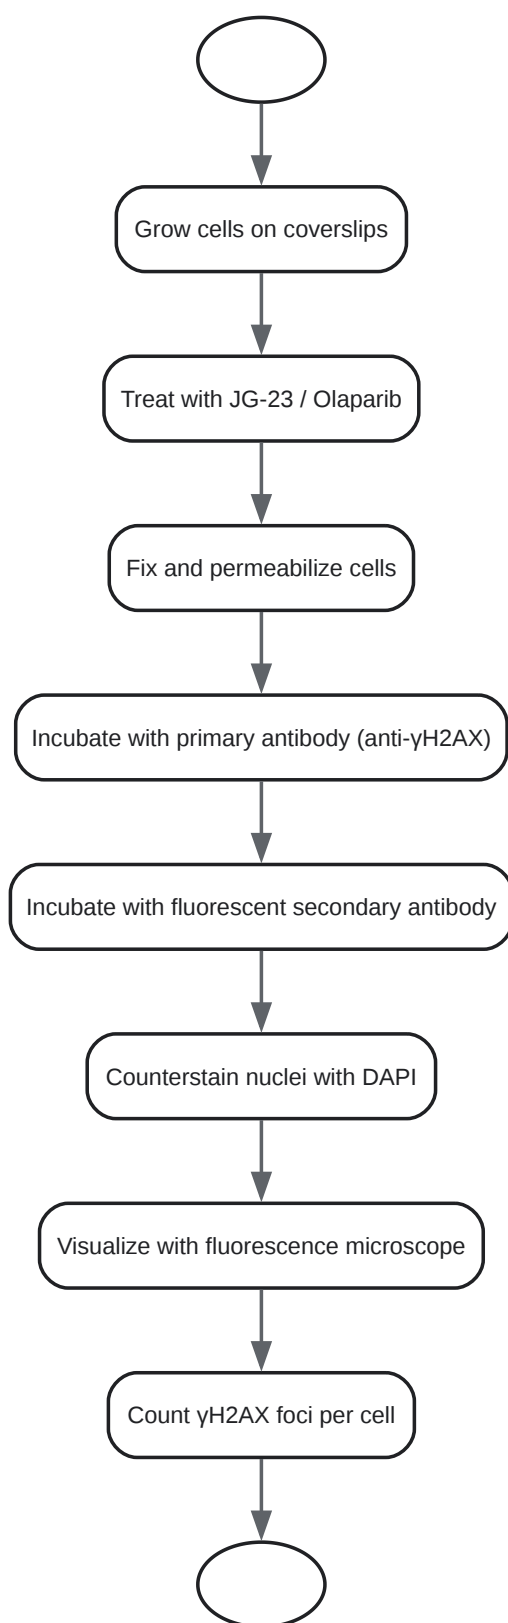 Grow cells on coverslips
Treat with JG-23 / Olaparib
Fix and permeabilize cells
Incubate with primary antibody (anti-γH2AX)
Incubate with fluorescent secondary antibody
Counterstain nuclei with DAPI
Visualize with fluorescence microscope
Count γH2AX foci per cell